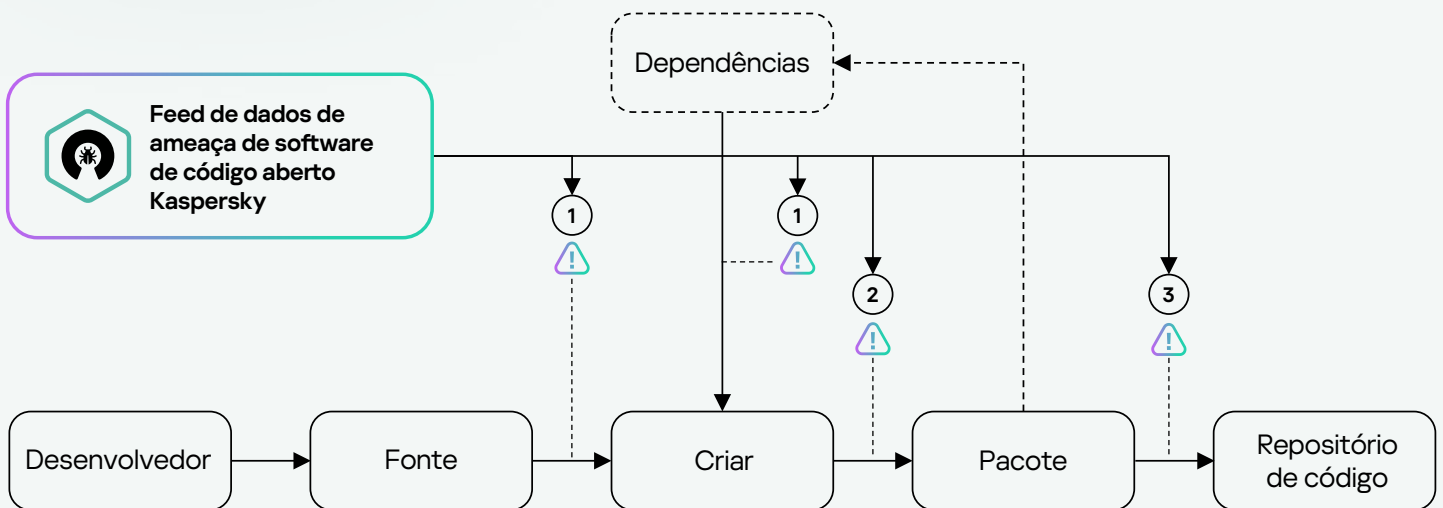 Dependências
Feed de dados de
ameaça de software
de código aberto
Kaspersky
1
1
2
3
!
!
!
!
Desenvolvedor
Fonte
Criar
Pacote
Repositório
de código